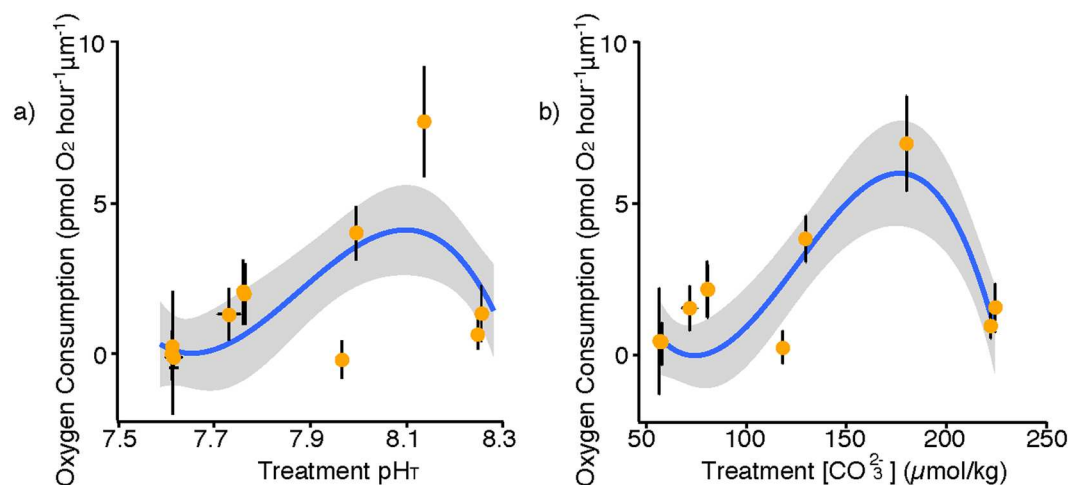 a)
Oxygen Consumption (pmol O2 hour-1μm-1)
10
5
0
7.5 7.7 7.9 8.1 8.3
Treatment pHT
b)
Oxygen Consumption (pmol O2 hour-1μm-1)
10
5
0
50 100 150 200 250
Treatment [CO2-3] (μmol/kg)